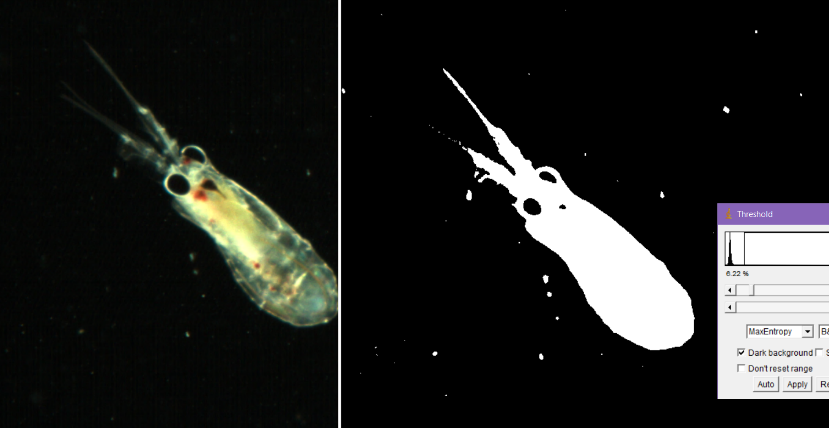 Threshold
6.22 %
MaxEntropy
Dark background
Don't reset range
Auto Apply